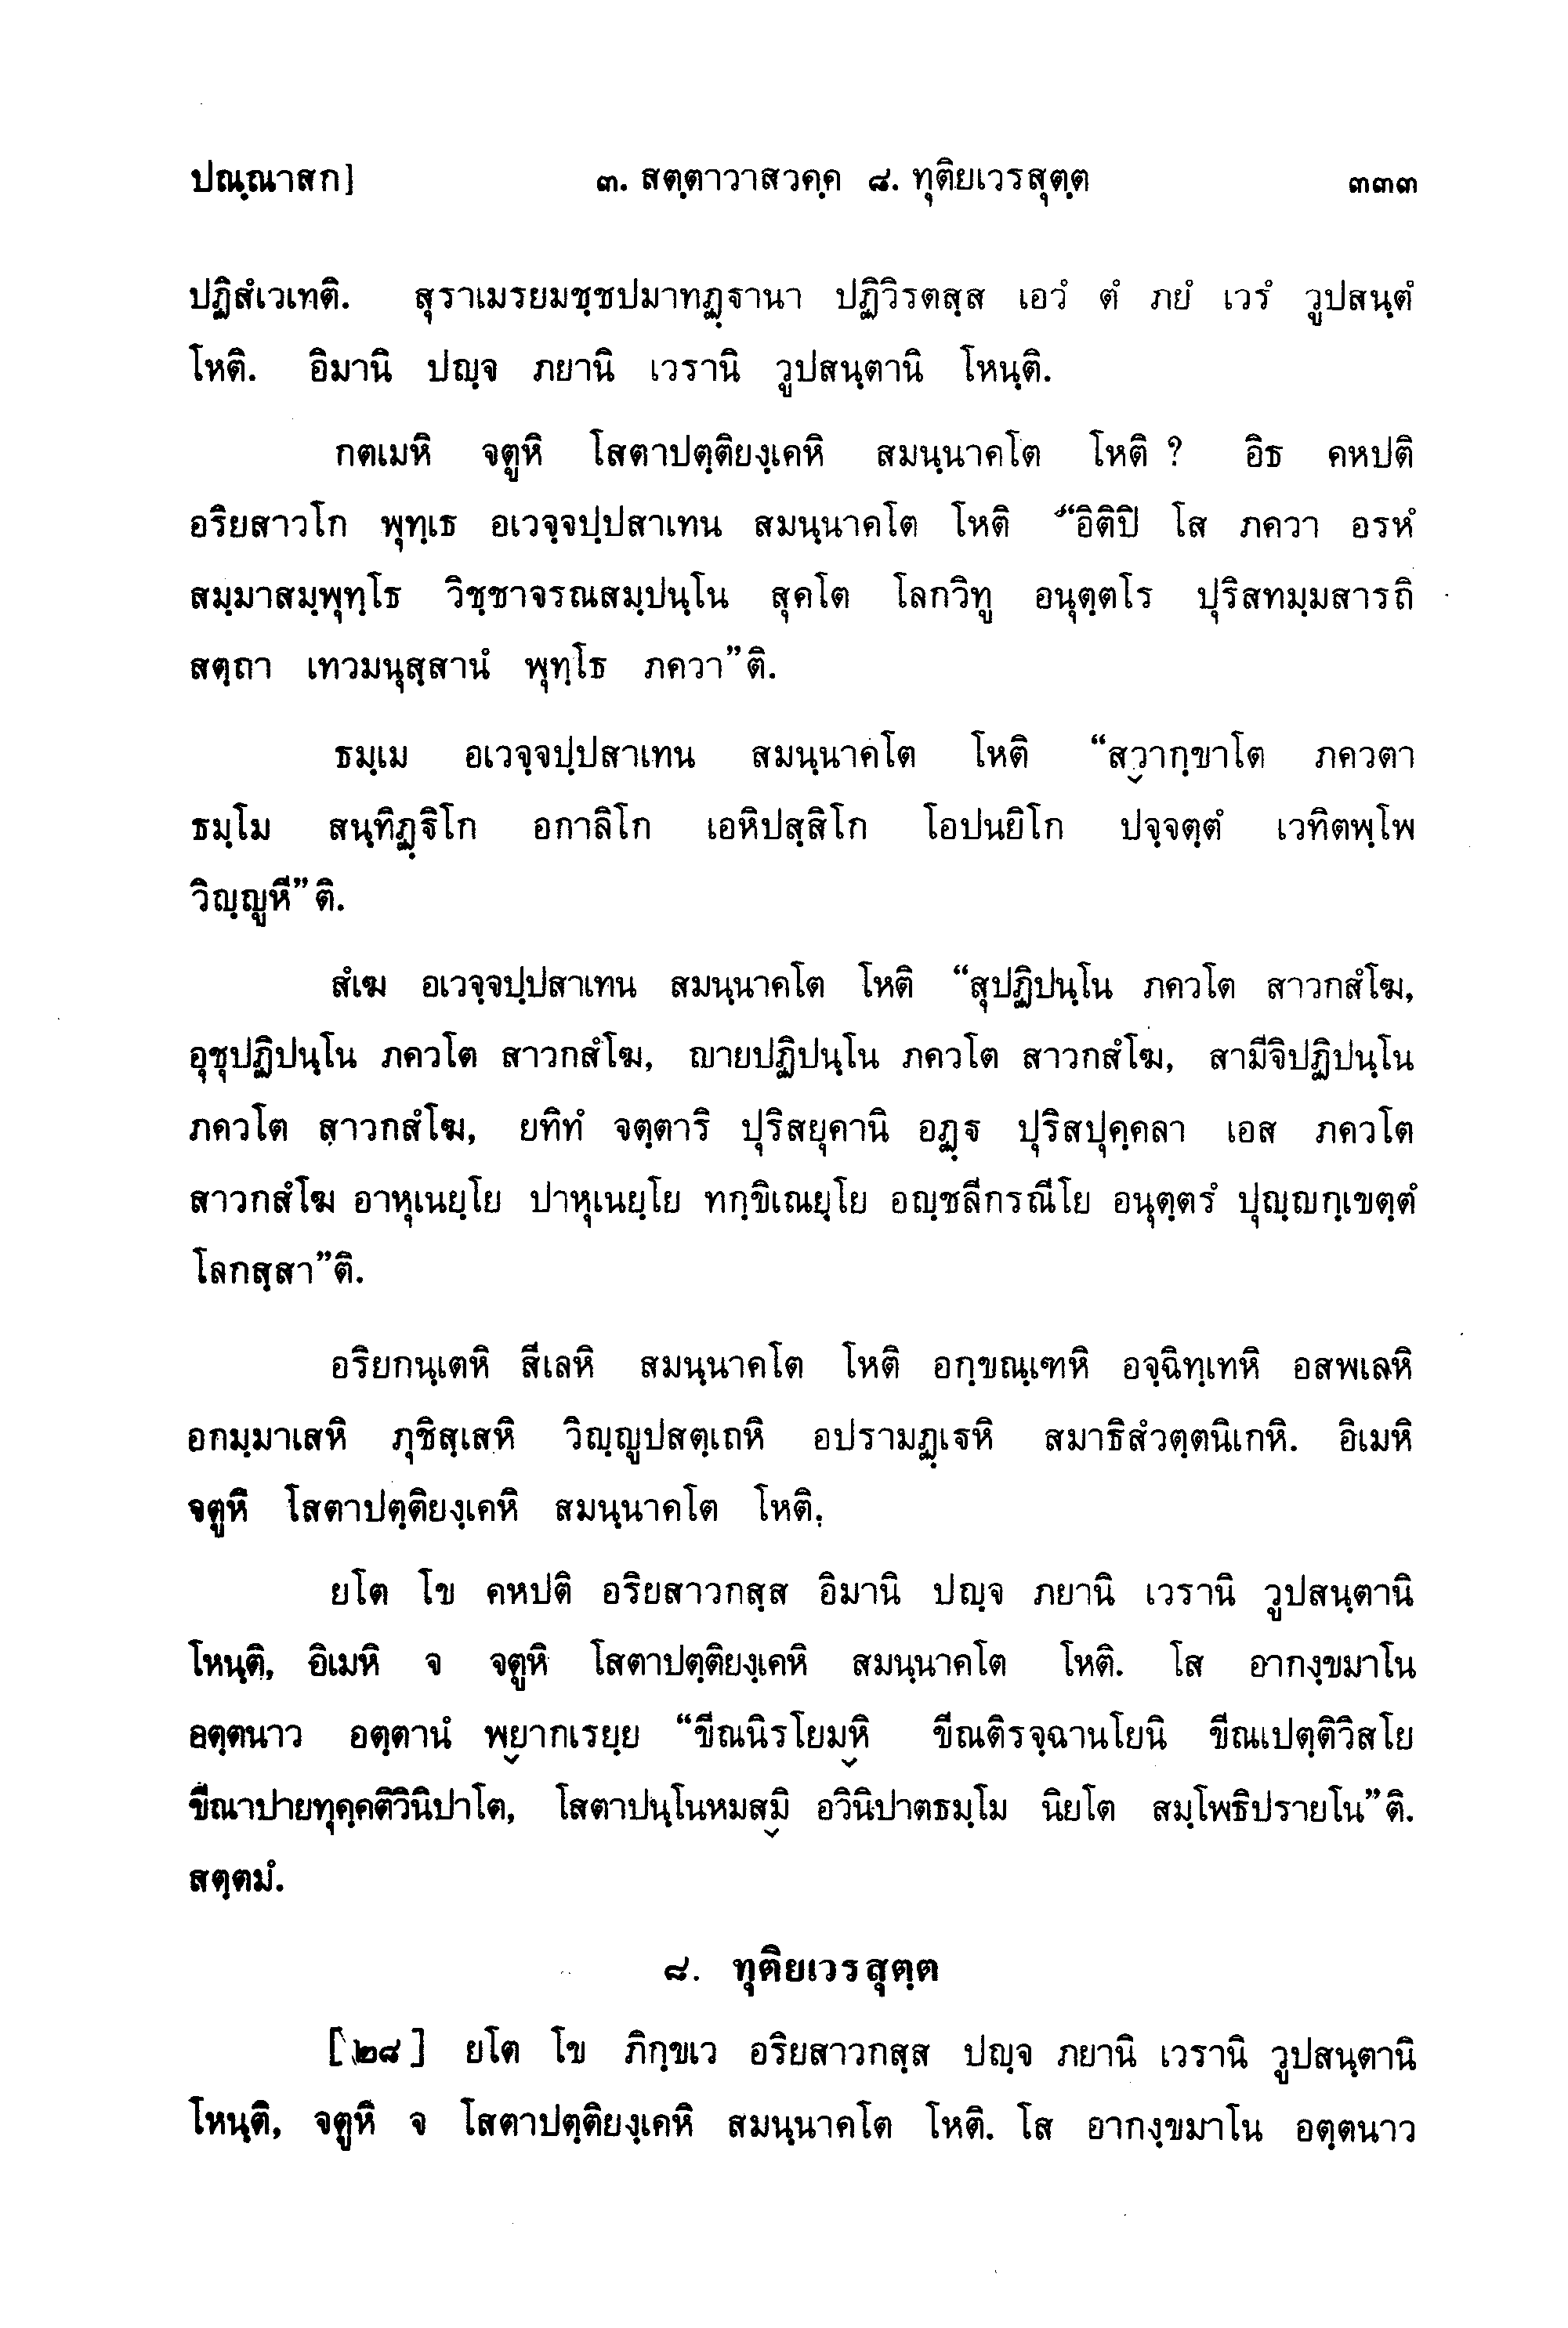 ปณฺณาสก] ๓. สตฺตาวาสวคฺค ๘. ทุติยเวรสุตฺต ๓๓๓
ปฏิสํเวเทติ. สุราเมรยมชฺชปมาทฏฺฐานา ปฏิวิรตสฺส เอวํ ตํ ภยํ เวรํ วูปสนฺตํ
โหติ. อิมานิ ปญฺจ ภยานิ เวรานิ วูปสนฺตานิ โหนฺติ.
กตเมหิ จตูหิ โสตาปตฺติยงฺเคหิ สมนฺนาคโต โหติ ? อิธ คหปติ
อริยสาวโก พุทฺเธ อเวจฺจปฺปสาเทน สมนฺนาคโต โหติ “อิติปิ โส ภควา อรหํ
สมฺมาสมฺพุทฺโธ วิชฺชาจรณสมฺปนฺโน สุคโต โลกวิทู อนุตฺตโร ปุริสทมฺมสารถิ
สตฺถา เทวมนุสฺสานํ พุทฺโธ ภควา”ติ.
ธมฺเม อเวจฺจปฺปสาเทน สมนฺนาคโต โหติ “สฺวากฺขาโต ภควตา
ธมฺโม สนฺทิฏฺฐิโก อกาลิโก เอหิปสฺสิโก โอปนยิโก ปจฺจตฺตํ เวทิตพฺโพ
วิญฺญูหี”ติ.
สํเฆ อเวจฺจปฺปสาเทน สมนฺนาคโต โหติ “สุปฏิปนฺโน ภควโต สาวกสํโฆ,
อุชุปฏิปนฺโน ภควโต สาวกสํโฆ, ญายปฏิปนฺโน ภควโต สาวกสํโฆ, สามีจิปฏิปนฺโน
ภควโต สาวกสํโฆ, ยทิทํ จตฺตาริ ปุริสยุคานิ อฏฺฐ ปุริสปุคฺคลา เอส ภควโต
สาวกสํโฆ อาหุเนยฺโย ปาหุเนยฺโย ทกฺขิเณยฺโย อญฺชลีกรณีโย อนุตฺตรํ ปุญฺญกฺเขตฺตํ
โลกสฺสา”ติ.
อริยกนฺเตหิ สีเลหิ สมนฺนาคโต โหติ อกฺขณฺเฑหิ อจฺฉิทฺเทหิ อสพเลหิ
อกมฺมาเสหิ ภุชิสฺเสหิ วิญฺญูปสตฺเถหิ อปรามฏฺเฐหิ สมาธิสํวตฺตนิเกหิ. อิเมหิ
จตูหิ โสตาปตฺติยงฺเคหิ สมนฺนาคโต โหติ.
ยโต โข คหปติ อริยสาวกสฺส อิมานิ ปญฺจ ภยานิ เวรานิ วูปสนฺตานิ
โหนฺติ, อิเมหิ จ จตูหิ โสตาปตฺติยงฺเคหิ สมนฺนาคโต โหติ. โส อากงฺขมาโน
อตฺตนาว อตฺตานํ พฺยากเรยฺย “ขีณนิรโยมฺหิ ขีณติรจฺฉานโยนิ ขีณเปตฺติวิสโย
ขีณาปายทุคฺคติวินิปาโต, โสตาปนฺโนหมสฺมิ อวินิปาตธมฺโม นิยโต สมฺโพธิปรายโน”ติ.
สตฺตมํ.
๘. ทุติยเวรสุตฺต
[๒๘] ยโต โข ภิกฺขเว อริยสาวกสฺส ปญฺจ ภยานิ เวรานิ วูปสนฺตานิ
โหนฺติ, จตูหิ จ โสตาปตฺติยงฺเคหิ สมนฺนาคโต โหติ. โส อากงฺขมาโน อตฺตนาว